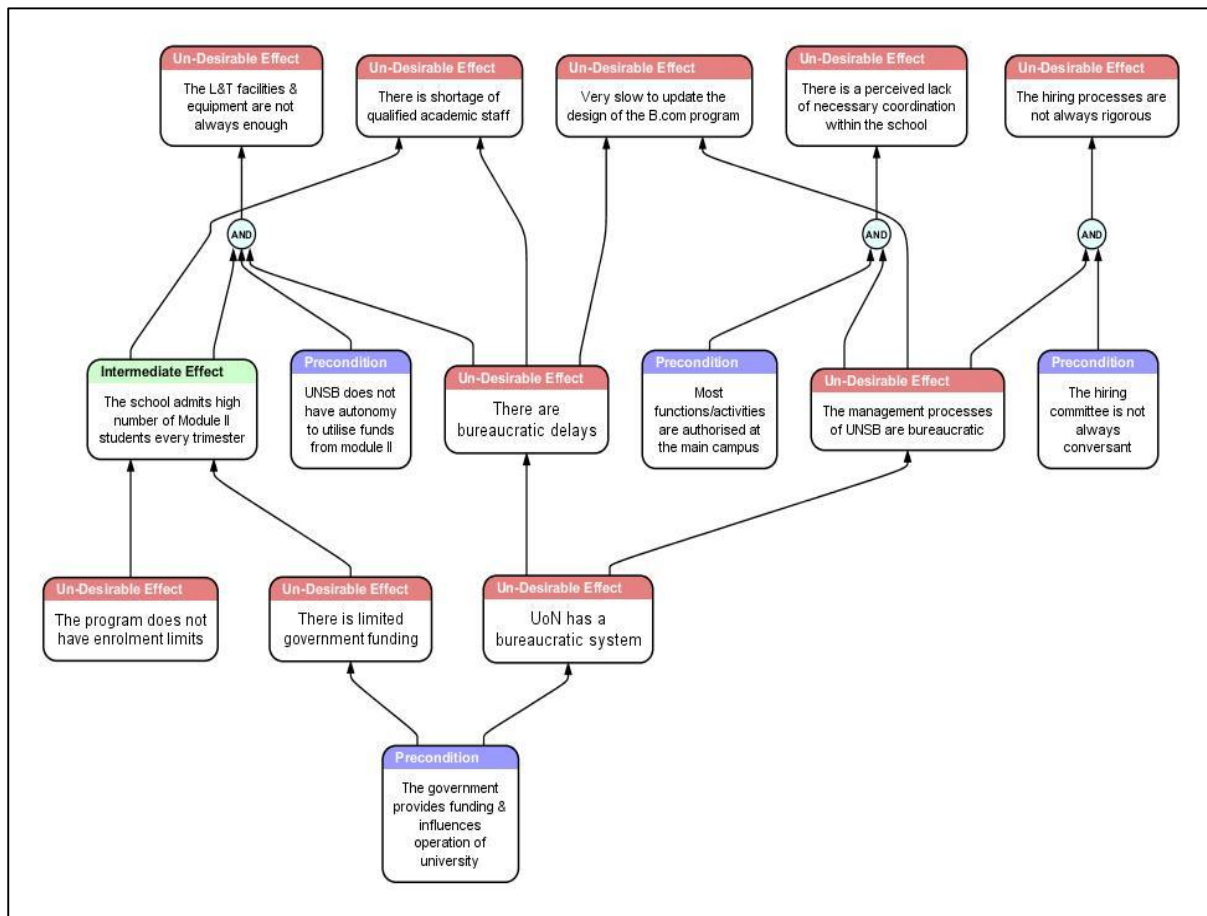 Un-Desirable Effect
The L&T facilities &
equipment are not
always enough
Un-Desirable Effect
There is shortage of
qualified academic staff
Un-Desirable Effect
Very slow to update the
design of the B.com program
Un-Desirable Effect
There is a perceived lack
of necessary coordination
within the school
Un-Desirable Effect
The hiring processes are
not always rigorous
AND
AND
AND
Intermediate Effect
The school admits high
number of Module II
students every trimester
Precondition
UNSB does not
have autonomy
to utilise funds
from module II
Un-Desirable Effect
There are
bureaucratic delays
Precondition
Most
functions/activities
are authorised at
the main campus
Un-Desirable Effect
The management processes
of UNSB are bureaucratic
Precondition
The hiring
committee is not
always
conversant
Un-Desirable Effect
The program does not
have enrolment limits
Un-Desirable Effect
There is limited
government funding
Un-Desirable Effect
UoN has a
bureaucratic system
Precondition
The government
provides funding &
influences
operation of
university